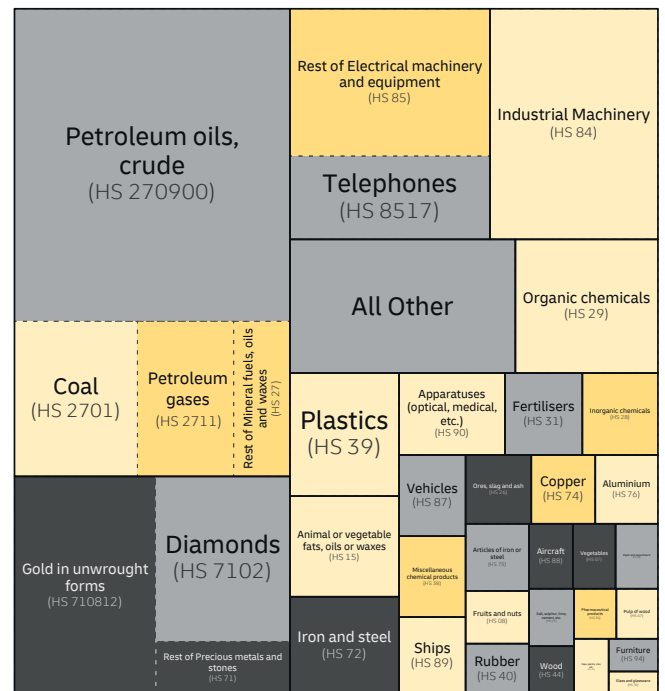 Petroleum oils,
crude
(HS 270900)
Rest of Electrical machinery
and equipment
(HS 85)
Telephones
(HS 8517)
Industrial Machinery
(HS 84)
All Other
Organic chemicals
(HS 29)
Coal
(HS 2701)
Petroleum
gases
(HS 2711)
Rest of Mineral fuels, oils
and waxes
(HS 27)
Plastics
(HS 39)
Apparatuses
(optical, medical,
etc.)
(HS 90)
Fertilisers
(HS 31)
Inorganic chemicals
(HS 28)
Gold in unwrought
forms
(HS 710812)
Diamonds
(HS 7102)
Rest of Precious metals and
stones
(HS 71)
Animal or vegetable
fats, oils or waxes
(HS 15)
Iron and steel
(HS 72)
Vehicles
(HS 87)
Ores, slag and ash
(HS 26)
Copper
(HS 74)
Aluminium
(HS 76)
Miscellaneous
chemical products
(HS 38)
Articles of iron or
steel
(HS 73)
Aircraft
(HS 88)
Vegetables
(HS 07)
Ships
(HS 89)
Fruits and nuts
(HS 08)
Rubber
(HS 40)
Wood
(HS 44)
Pharmaceutical
products
Pulp of wood
(HS 47)
Furniture
(HS 94)
Glass and glassware